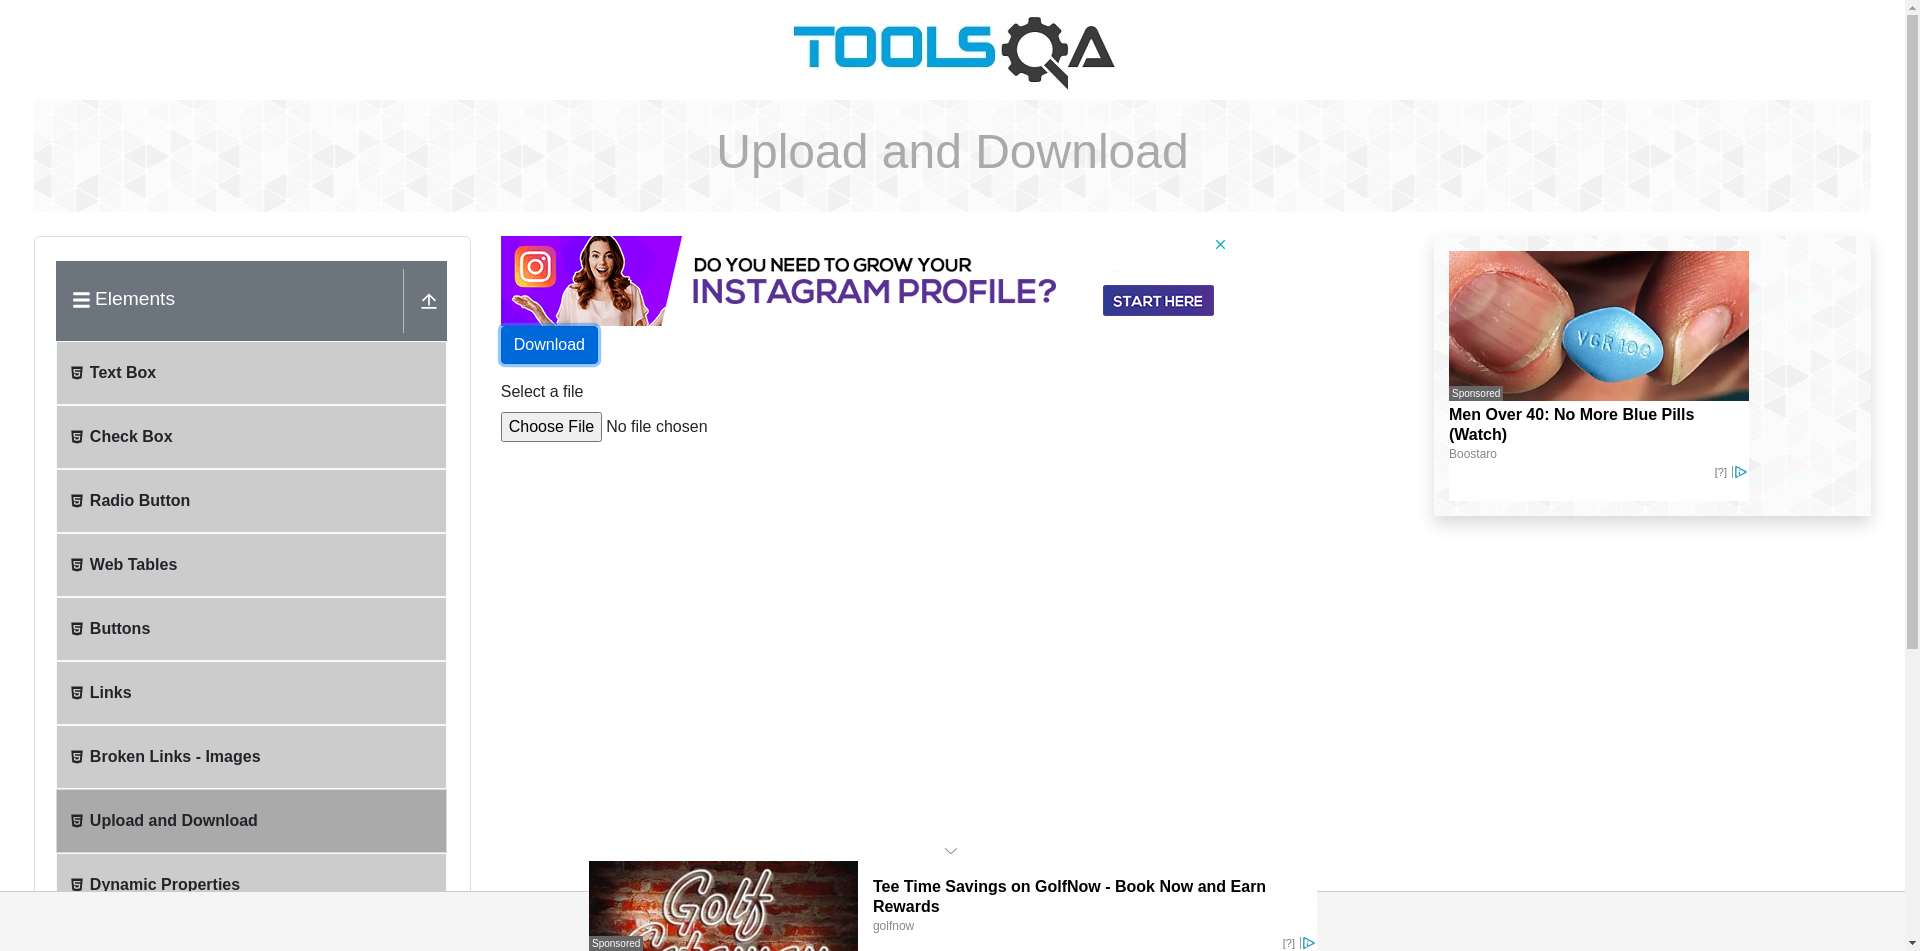 TOOLSQA
Upload and Download
Elements
Text Box
Check Box
Radio Button
Web Tables
Buttons
Links
Broken Links - Images
Upload and Download
Dynamic Properties
DO YOU NEED TO GROW YOUR
INSTAGRAM PROFILE?
START HERE
Download
Select a file
Choose File No file chosen
VGR 100
Sponsored
Men Over 40: No More Blue Pills
(Watch)
Boostaro
[?]
Golf
Sponsored
Tee Time Savings on GolfNow - Book Now and Earn
Rewards
golfnow
[?]